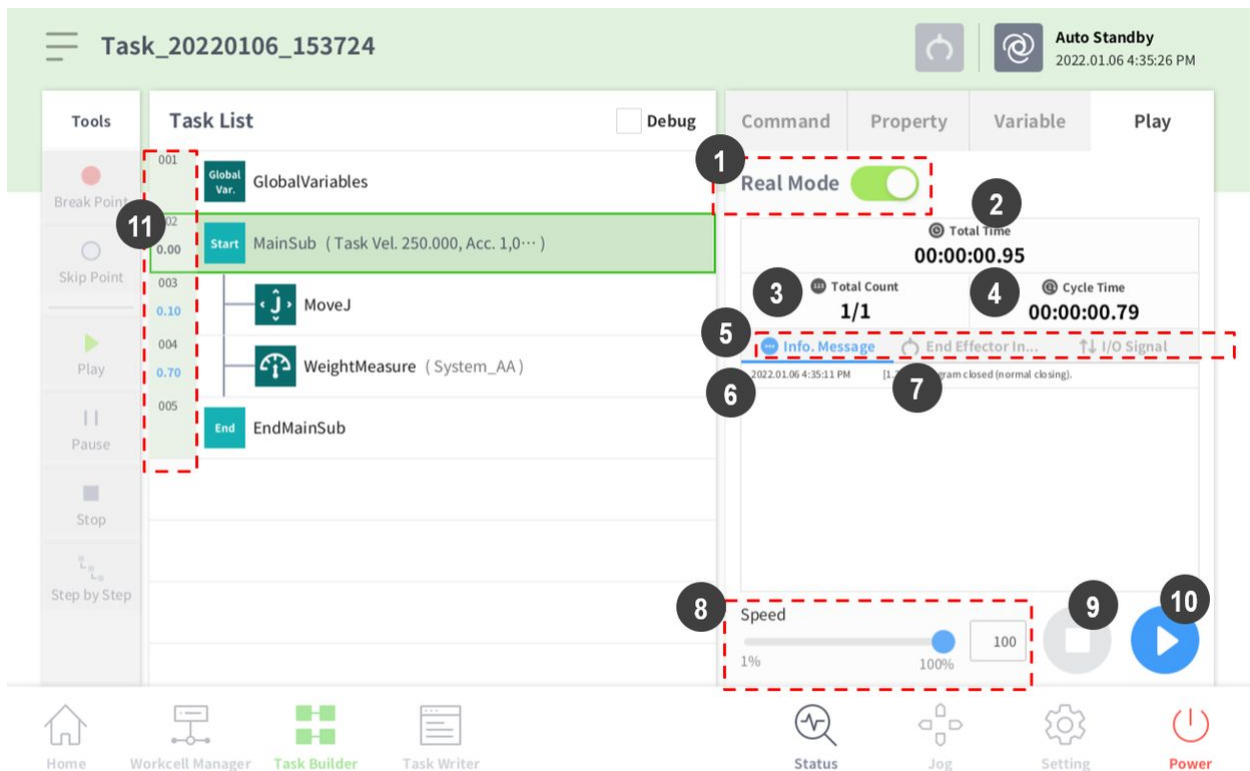 Task_20220106_153724
Auto Standby
2022.01.06 4:35:26 PM
Tools
Task List
Debug
Command
Property
Variable
Play
Break Point
Skip Point
Play
Pause
Stop
Step by Step
11
001
Global Var.
GlobalVariables
02
0.00
Start
MainSub ( Task Vel. 250.000, Acc. 1,0··· )
003
0.10
MoveJ
004
0.70
WeightMeasure ( System_AA )
005
End
EndMainSub
1
Real Mode
2
Total Time
00:00:00.95
3
Total Count
1/1
4
Cycle Time
00:00:00.79
5
Info. Message
End Effector In...
I/O Signal
6
2022.01.06 4:35:11 PM
7
closed (normal closing).
8
Speed
1%
100%
100
9
10
Home
Workcell Manager
Task Builder
Task Writer
Status
Jog
Setting
Power